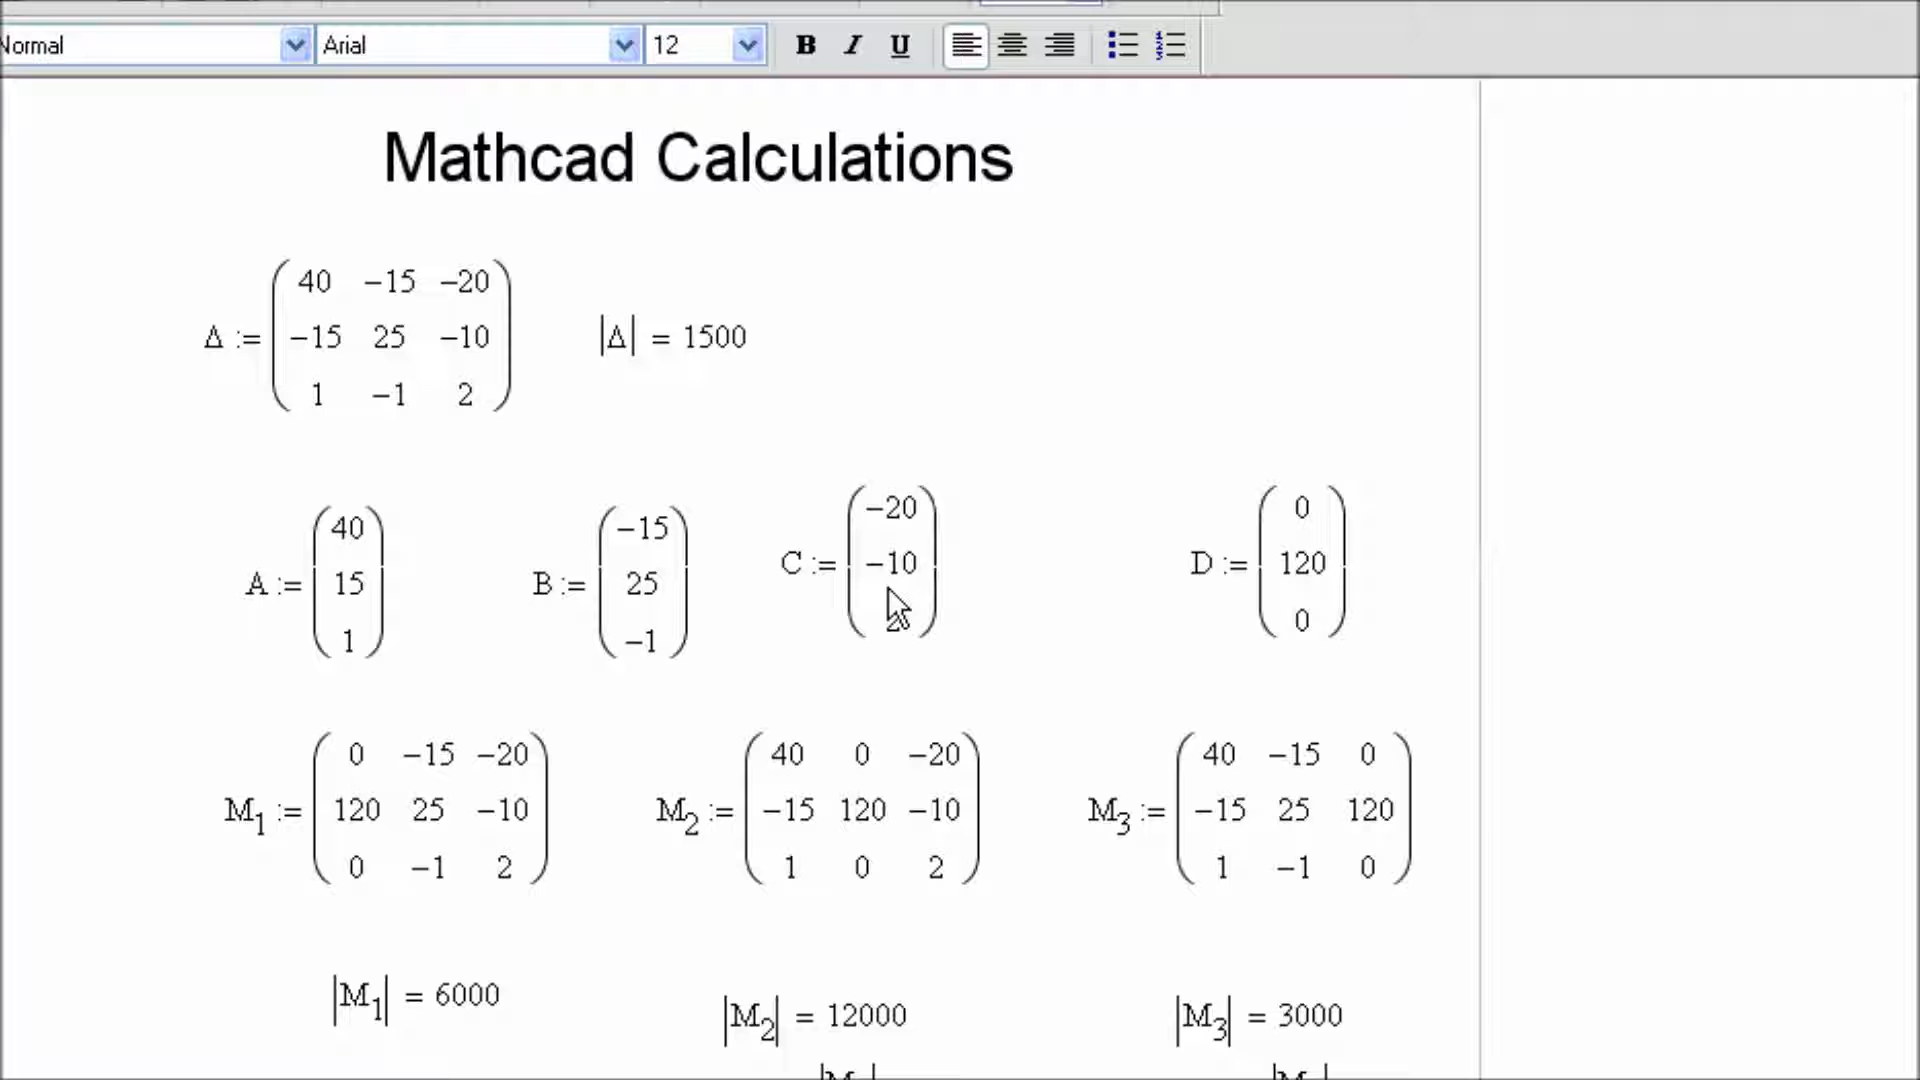 Normal Arial 12 B I U
Mathcad Calculations
40 −15 −20
Δ := −15 25 −10 |Δ| = 1500
1 −1 2
40 −15 −20 0
A := 15 B := 25 C := −10 D := 120
1 −1 2 0
0 −15 −20 40 0 −20 40 −15 0
M1 := 120 25 −10 M2 := −15 120 −10 M3 := −15 25 120
0 −1 2 1 0 2 1 −1 0
|M1| = 6000 |M2| = 12000 |M3| = 3000